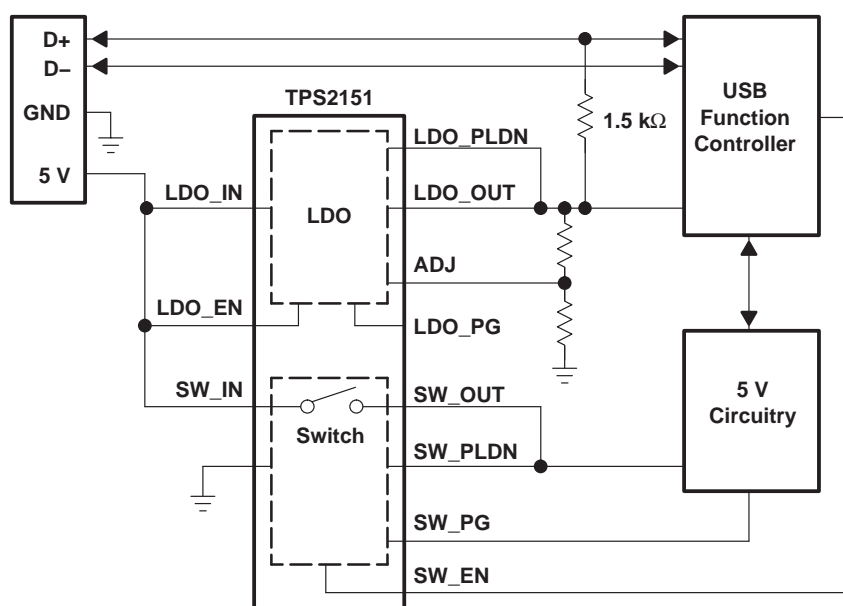 D+
D–
GND
5 V
TPS2151
LDO_IN
LDO_EN
SW_IN
LDO
Switch
LDO_PLDN
LDO_OUT
ADJ
LDO_PG
SW_OUT
SW_PLDN
SW_PG
SW_EN
1.5 kΩ
USB
Function
Controller
5 V
Circuitry